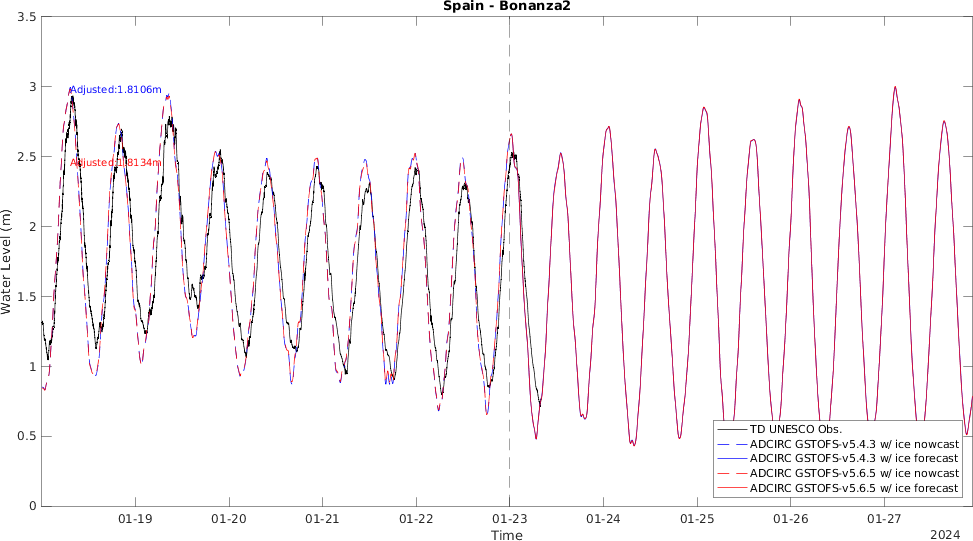 Spain - Bonanza2
3.5
3
2.5
2
1.5
1
0.5
0
Water Level (m)
Adjusted:1.8106m
Adjusted:1.8134m
TD UNESCO Obs.
ADCIRC GSTOFS-v5.4.3 w/ ice nowcast
ADCIRC GSTOFS-v5.4.3 w/ ice forecast
ADCIRC GSTOFS-v5.6.5 w/ ice nowcast
ADCIRC GSTOFS-v5.6.5 w/ ice forecast
01-19 01-20 01-21 01-22 01-23 01-24 01-25 01-26 01-27
Time
2024